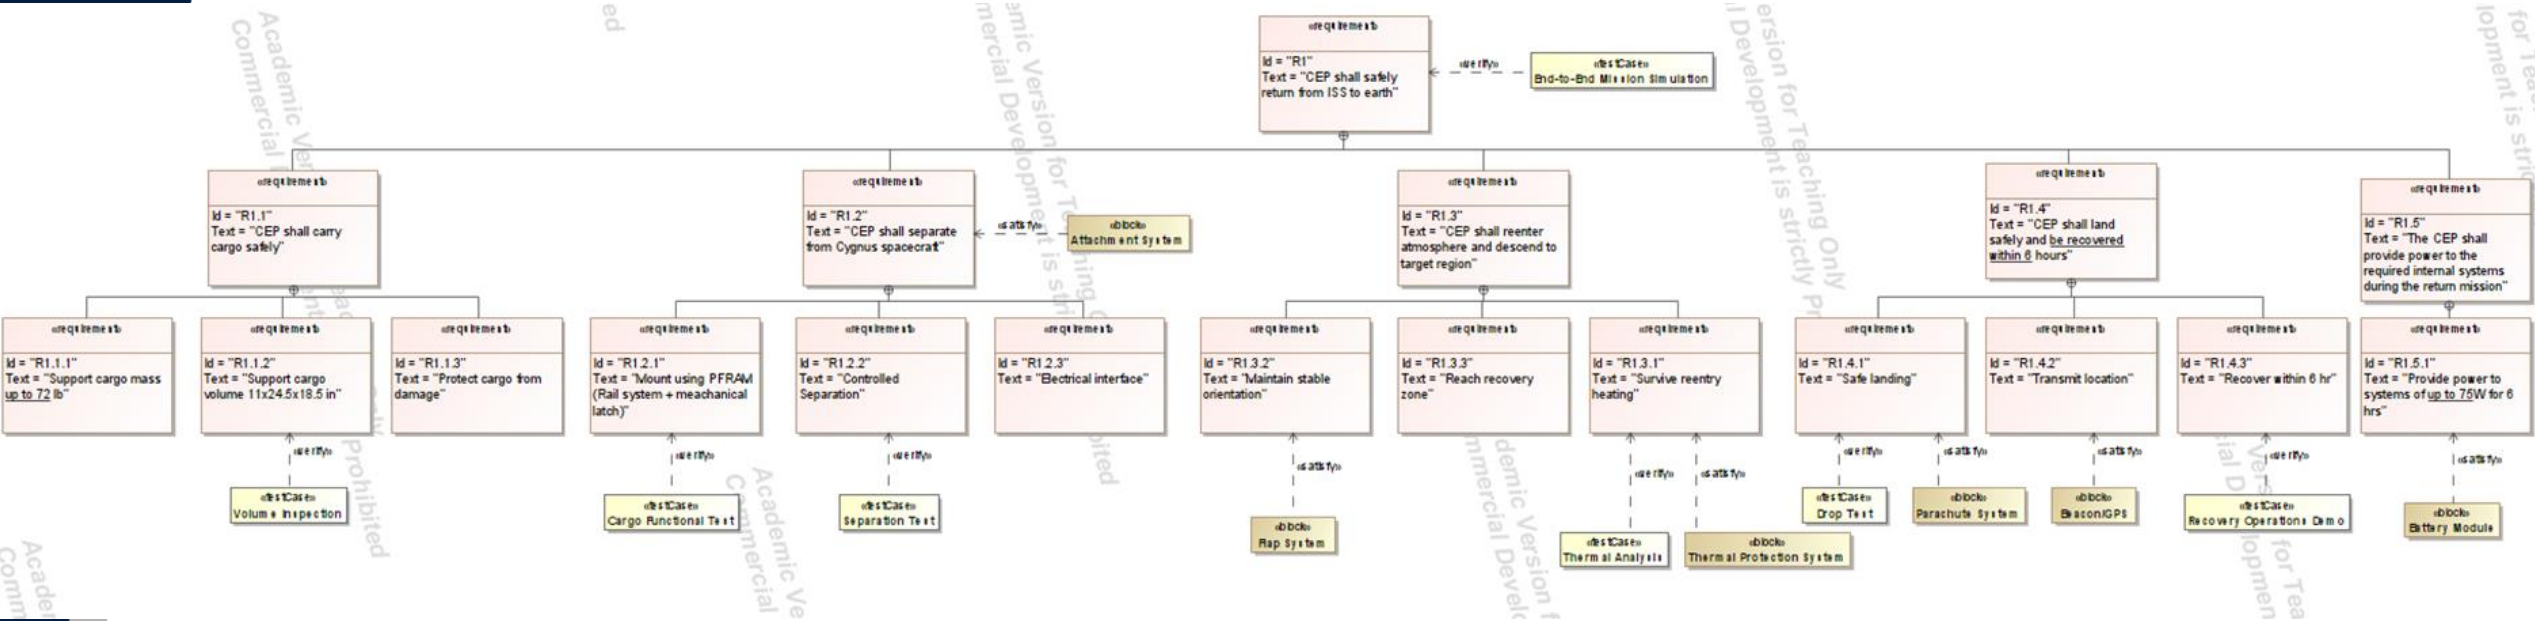 «requirement»
Id = "R1"
Text = "CEP shall safely
return from ISS to earth"
«verify»
«testCase»
End-to-End Mission Simulation
«requirement»
Id = "R1.1"
Text = "CEP shall carry
cargo safely"
«requirement»
Id = "R1.2"
Text = "CEP shall separate
from Cygnus spacecraft"
«satisfy»
«block»
Attachment System
«requirement»
Id = "R1.3"
Text = "CEP shall reenter
atmosphere and descend to
target region"
«requirement»
Id = "R1.4"
Text = "CEP shall land
safely and be recovered
within 6 hours"
«requirement»
Id = "R1.5"
Text = "The CEP shall
provide power to the
required internal systems
during the return mission"
«requirement»
Id = "R1.1.1"
Text = "Support cargo mass
up to 72 lb"
«requirement»
Id = "R1.1.2"
Text = "Support cargo
volume 11x24.5x18.5 in"
«requirement»
Id = "R1.1.3"
Text = "Protect cargo from
damage"
«requirement»
Id = "R1.2.1"
Text = "Mount using PFRAM
(Rail system + meachanical
latch)"
«requirement»
Id = "R1.2.2"
Text = "Controlled
Separation"
«requirement»
Id = "R1.2.3"
Text = "Electrical interface"
«requirement»
Id = "R1.3.2"
Text = "Maintain stable
orientation"
«requirement»
Id = "R1.3.3"
Text = "Reach recovery
zone"
«requirement»
Id = "R1.3.1"
Text = "Survive reentry
heating"
«requirement»
Id = "R1.4.1"
Text = "Safe landing"
«requirement»
Id = "R1.4.2"
Text = "Transmit location"
«requirement»
Id = "R1.4.3"
Text = "Recover within 6 hr"
«requirement»
Id = "R1.5.1"
Text = "Provide power to
systems of up to 75W for 6
hrs"
«verify»
«testCase»
Volume Inspection
«verify»
«testCase»
Cargo Functional Test
«verify»
«testCase»
Separation Test
«satisfy»
«block»
System
«verify»
«testCase»
Thermal Analysis
«satisfy»
«block»
Thermal Protection System
«verify»
«testCase»
Drop Test
«satisfy»
«block»
Parachute System
«satisfy»
«block»
Beacon/GPS
«verify»
«testCase»
Recovery Operations Demo
«satisfy»
«block»
Battery Module